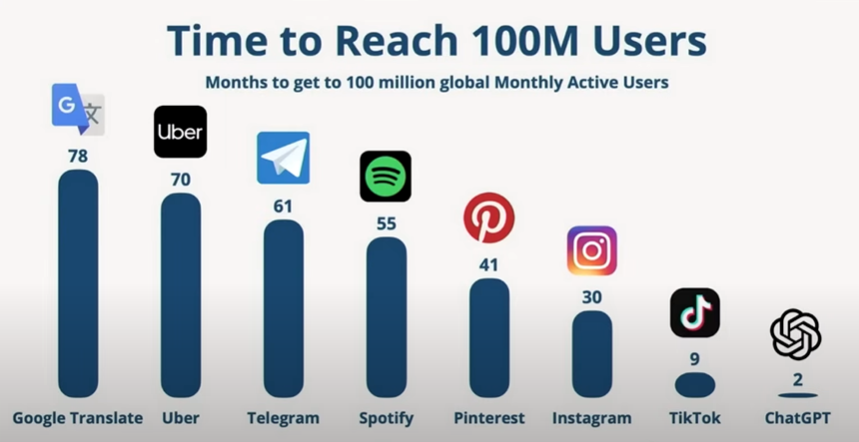 Time to Reach 100M Users
Months to get to 100 million global Monthly Active Users
G 文
78
Uber
70
61
55
41
30
9
2
Google Translate Uber Telegram Spotify Pinterest Instagram TikTok ChatGPT